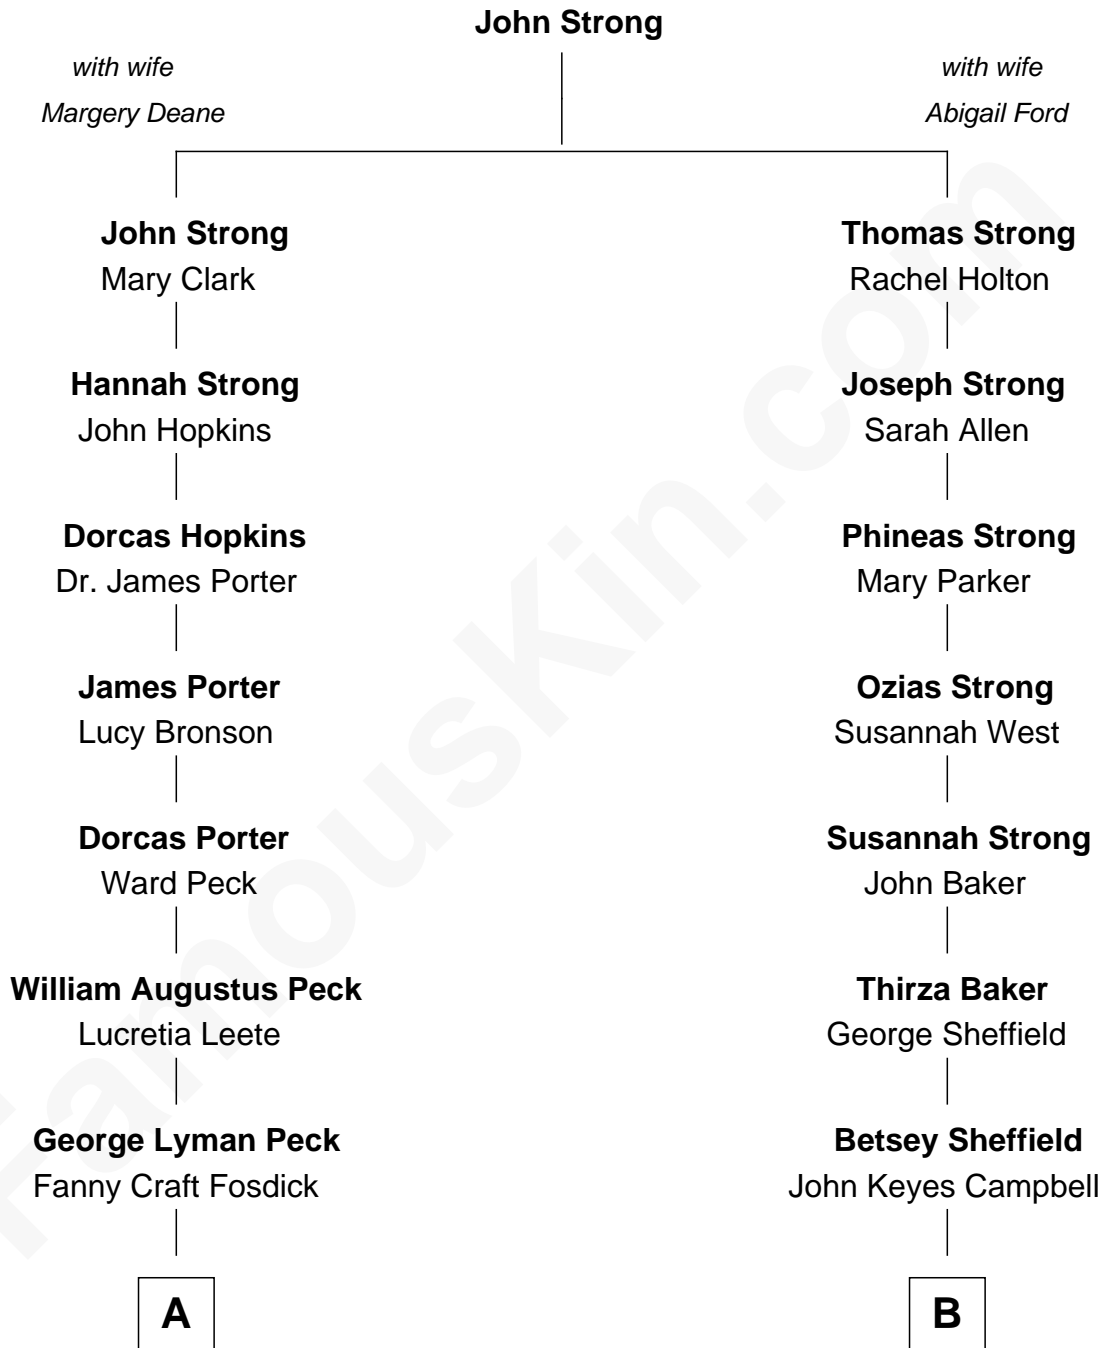 John Strong
with wife
Margery Deane
with wife
Abigail Ford
John Strong
Mary Clark
Thomas Strong
Rachel Holton
Hannah Strong
John Hopkins
Joseph Strong
Sarah Allen
Dorcas Hopkins
Dr. James Porter
Phineas Strong
Mary Parker
James Porter
Lucy Bronson
Ozias Strong
Susannah West
Dorcas Porter
Ward Peck
Susannah Strong
John Baker
William Augustus Peck
Lucretia Leete
Thirza Baker
George Sheffield
George Lyman Peck
Fanny Craft Fosdick
Betsey Sheffield
John Keyes Campbell
A
B
FamousKin.com